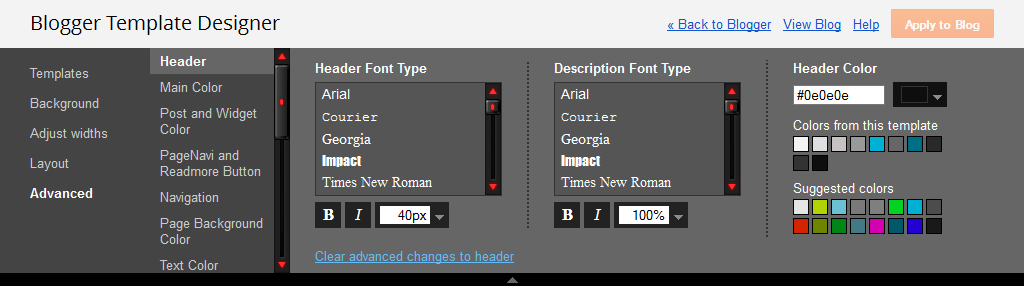 Blogger Template Designer
« Back to Blogger View Blog Help Apply to Blog
Templates
Background
Adjust widths
Layout
Advanced
Header
Main Color
Post and Widget
Color
PageNavi and
Readmore Button
Navigation
Page Background
Color
Text Color
Header Font Type
Arial
Courier
Georgia
Impact
Times New Roman
B I 40px
Clear advanced changes to header
Description Font Type
Arial
Courier
Georgia
Impact
Times New Roman
B I 100%
Header Color
#0e0e0e
Colors from this template
Suggested colors